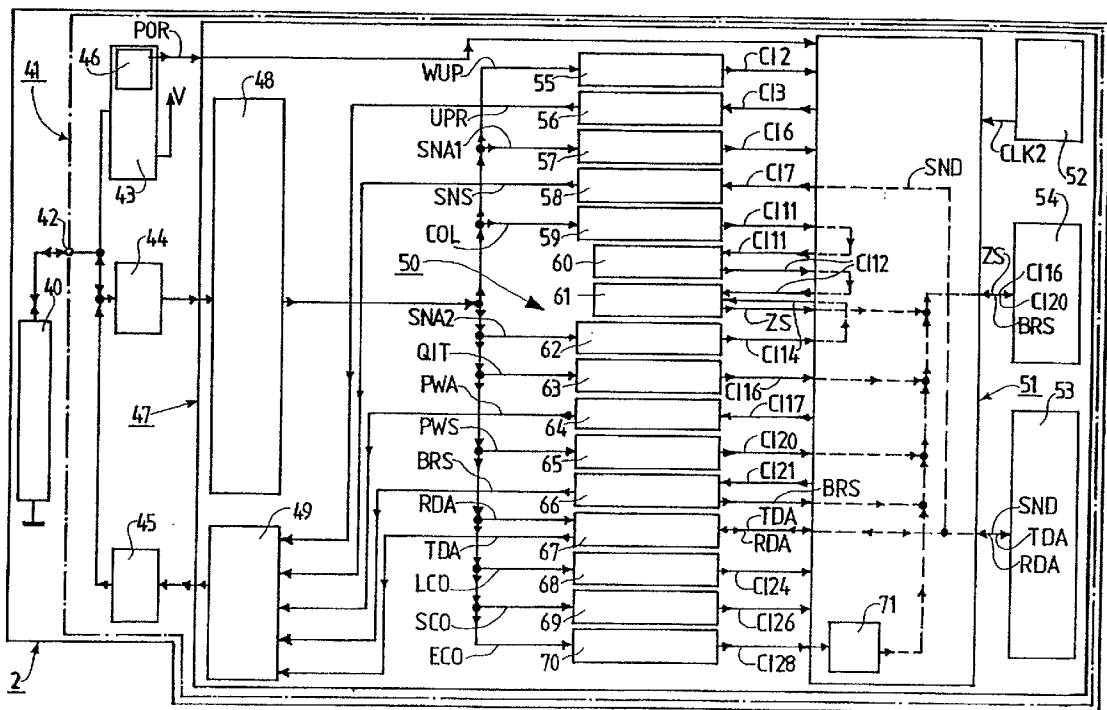 POR
46
41
V
43
42
40
44
45
2
47
48
49
WUP
UPR
SNA1
SNS
COL
50
SNA2
QIT
PWA
PWS
BRS
RDA
TDA
LCO
SCO
ECO
55
56
57
58
59
60
61
62
63
64
65
66
67
68
69
70
CI2
CI3
CI6
CI7
CI11
CI11
CI12
ZS
CI14
CI16
CI17
CI20
CI21
BRS
TDA
RDA
CI24
CI26
CI28
71
SND
CLK2
52
54
ZS
CI16
CI20
BRS
51
53
SND
TDA
RDA